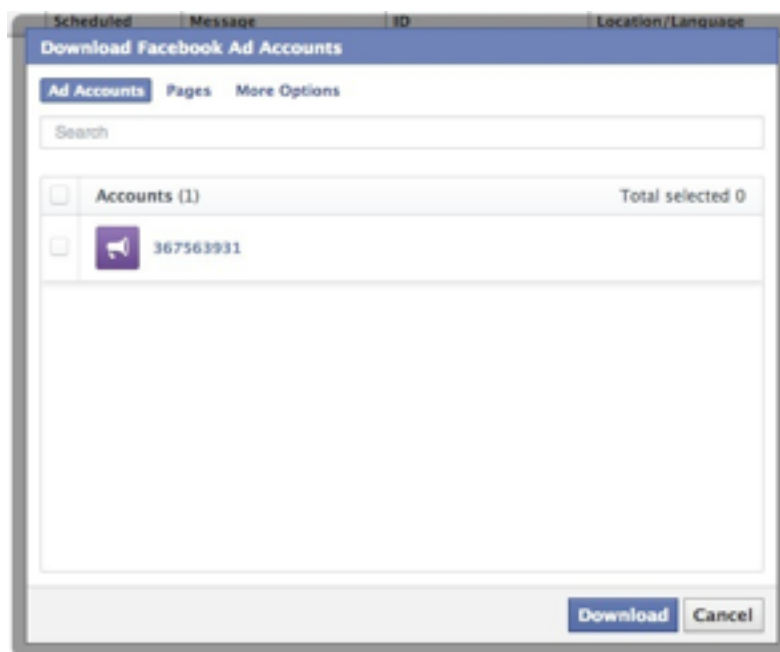 Scheduled Message ID Location/Language
Download Facebook Ad Accounts
Ad Accounts Pages More Options
Search
Accounts (1) Total selected 0
367563931
Download Cancel